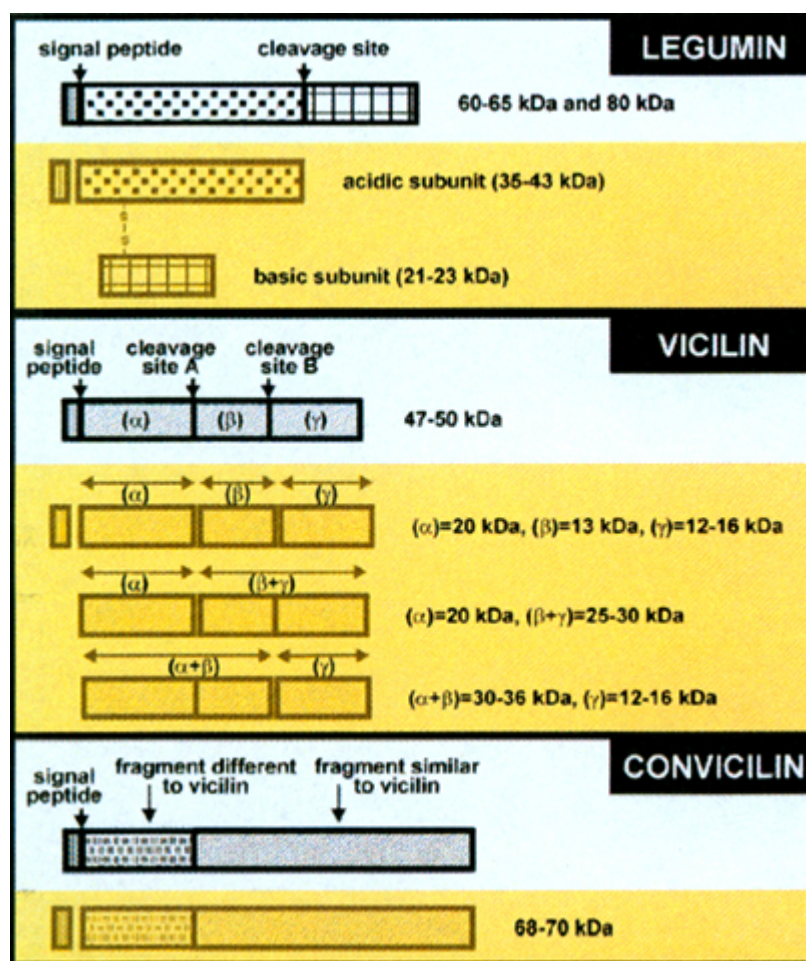 LEGUMIN
signal peptide
cleavage site
60-65 kDa and 80 kDa
acidic subunit (35-43 kDa)
s
s
basic subunit (21-23 kDa)
VICILIN
signal
peptide
cleavage
site A
cleavage
site B
(α)
(β)
(γ)
47-50 kDa
(α)
(β)
(γ)
(α)=20 kDa, (β)=13 kDa, (γ)=12-16 kDa
(α)
(β+γ)
(α)=20 kDa, (β+γ)=25-30 kDa
(α+β)
(γ)
(α+β)=30-36 kDa, (γ)=12-16 kDa
CONVICILIN
signal
peptide
fragment different
to vicilin
fragment similar
to vicilin
68-70 kDa